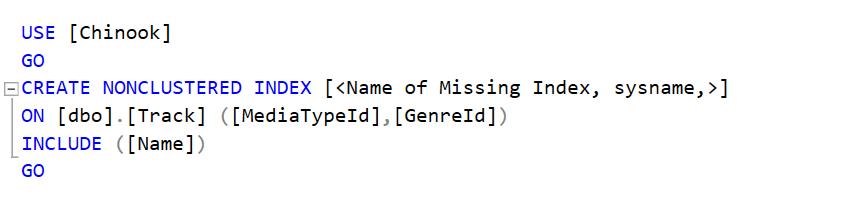 USE [Chinook]
GO
CREATE NONCLUSTERED INDEX [<Name of Missing Index, sysname,>]
ON [dbo].[Track] ([MediaTypeId],[GenreId])
INCLUDE ([Name])
GO